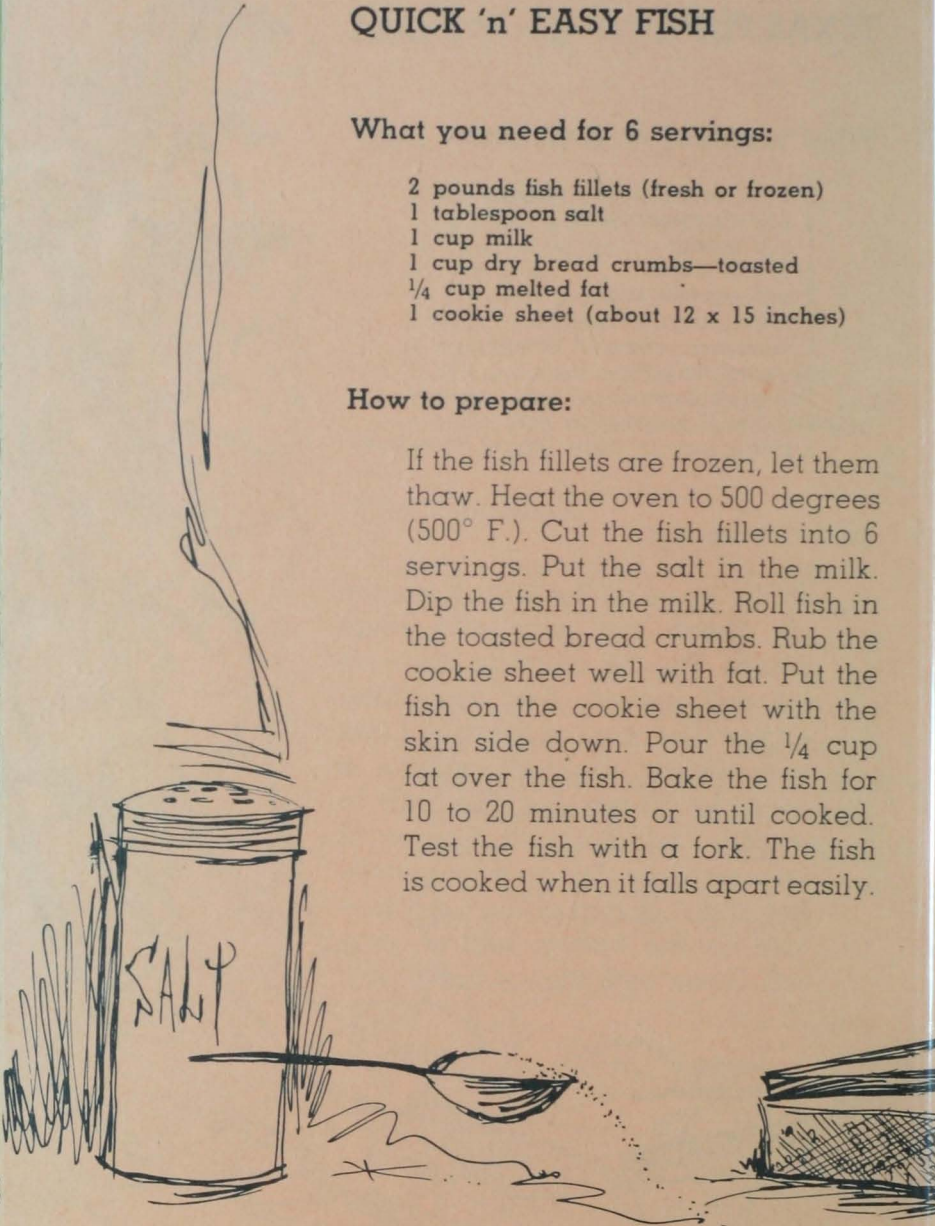 QUICK 'n' EASY FISH
What you need for 6 servings:
2 pounds fish fillets (fresh or frozen)
1 tablespoon salt
1 cup milk
1 cup dry bread crumbs—toasted
1/4 cup melted fat
1 cookie sheet (about 12 x 15 inches)
How to prepare:
If the fish fillets are frozen, let them
thaw. Heat the oven to 500 degrees
(500° F.). Cut the fish fillets into 6
servings. Put the salt in the milk.
Dip the fish in the milk. Roll fish in
the toasted bread crumbs. Rub the
cookie sheet well with fat. Put the
fish on the cookie sheet with the
skin side down. Pour the 1/4 cup
fat over the fish. Bake the fish for
10 to 20 minutes or until cooked.
Test the fish with a fork. The fish
is cooked when it falls apart easily.
SALT